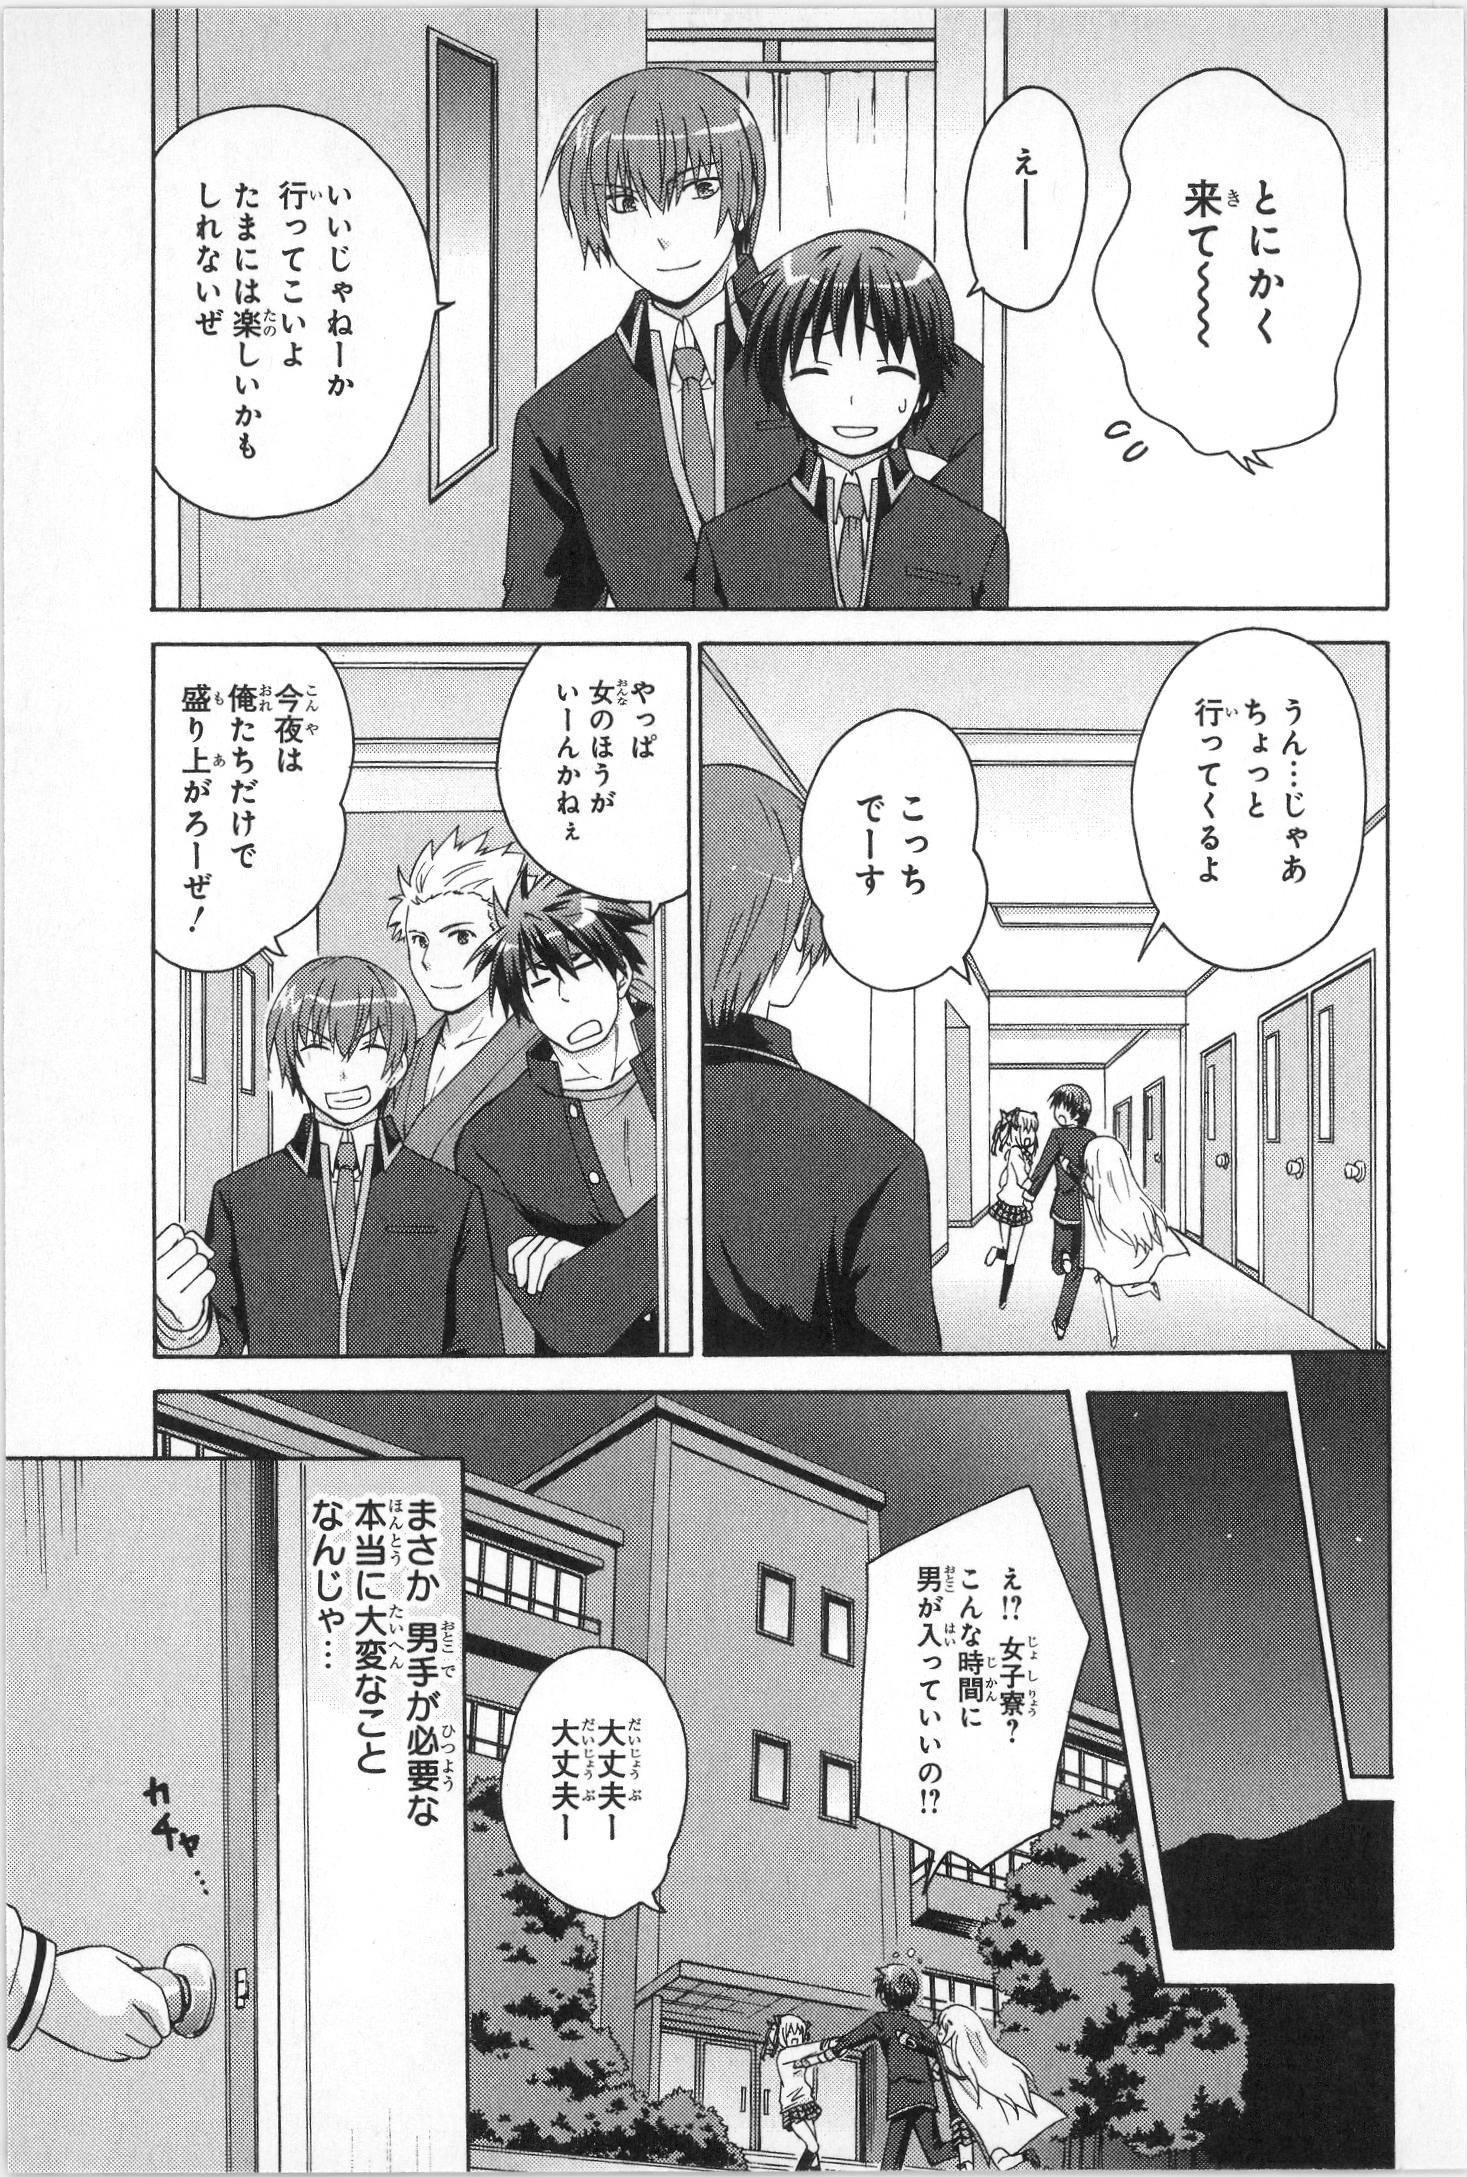 とにかく
来て～～～
えーー
いいじゃねーか
行ってこいよ
たまには楽しいかも
しれないぜ
うん…じゃあ
ちょっと
行ってくるよ
こっち
でーす
やっぱ
女のほうが
いーんかねぇ
今夜は
俺たちだけで
盛り上がろーぜ！
え!?女子寮？
こんな時間に
男が入っていいの!?
大丈夫ー
大丈夫ー
まさか 男手が必要な
本当に大変なこと
なんじゃ…
カチャ…